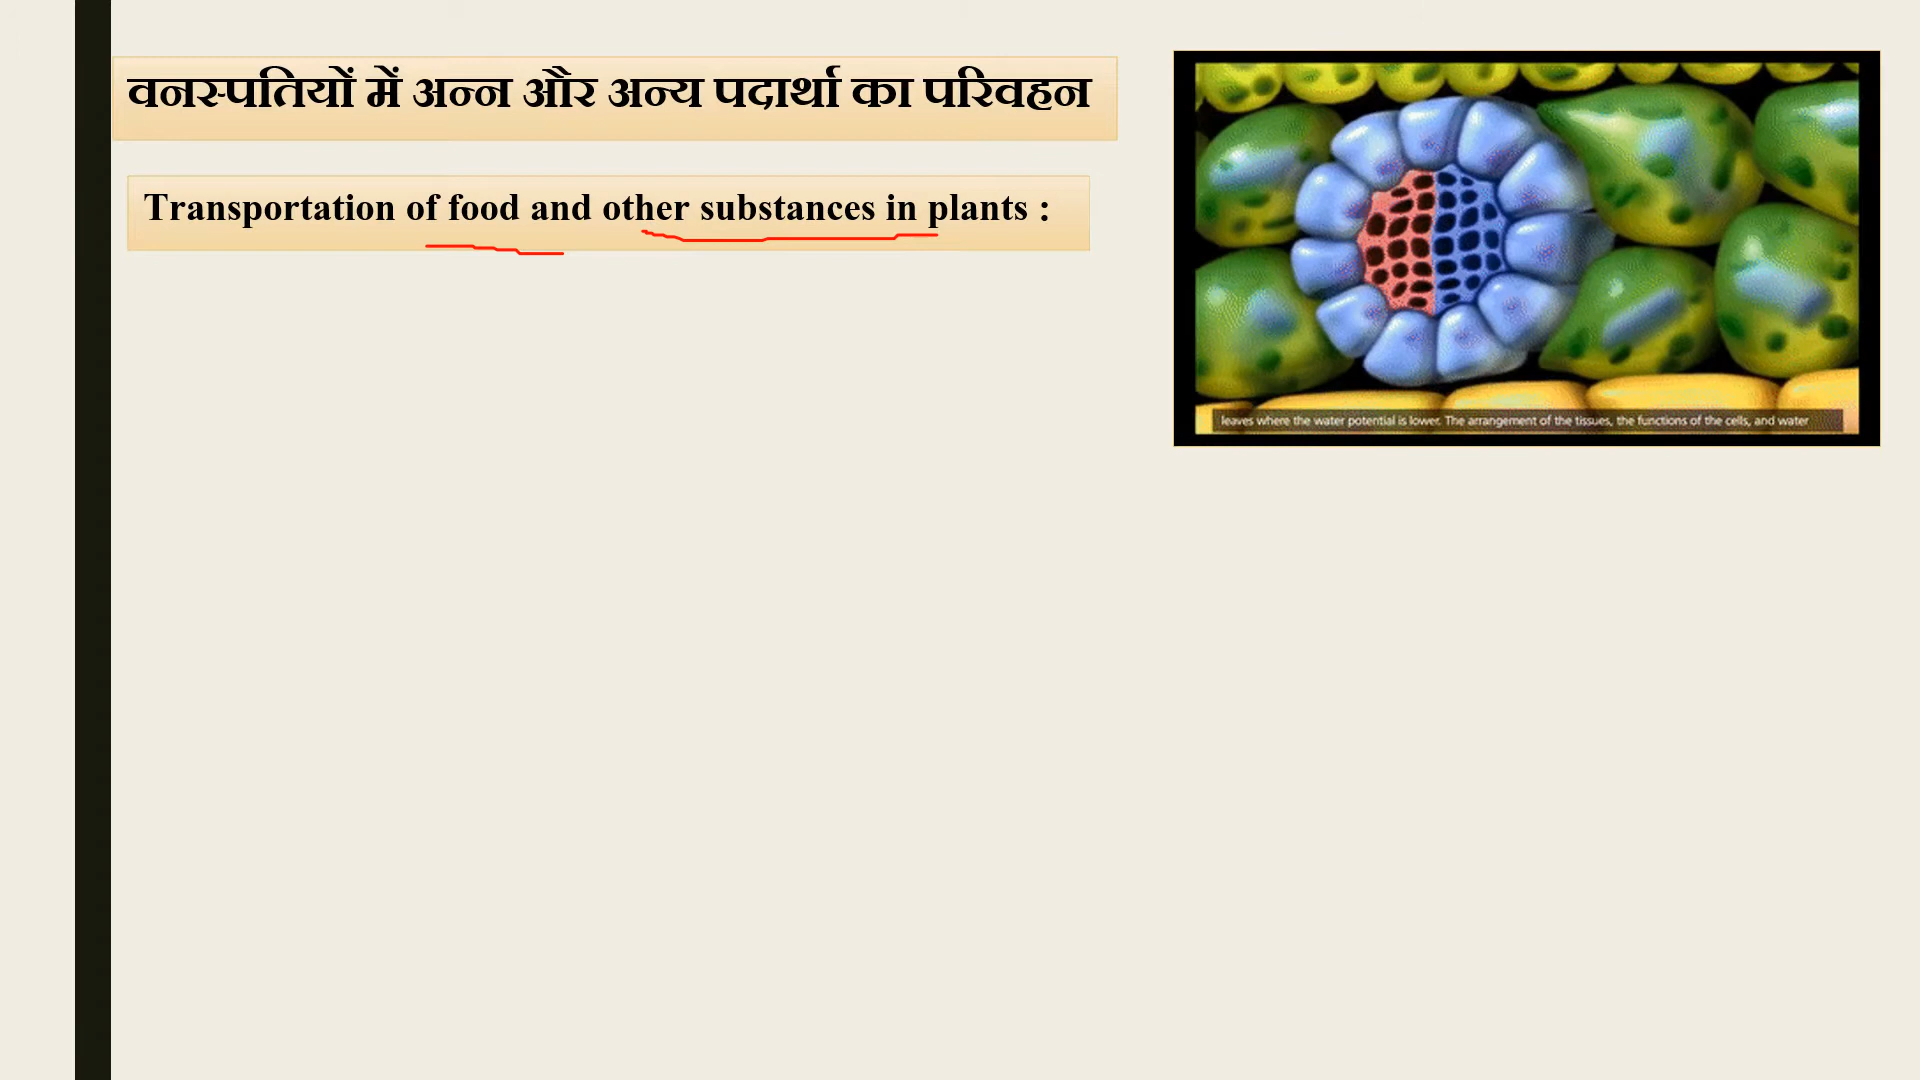 वनस्पतियों में अन्न और अन्य पदार्था का परिवहन
Transportation of food and other substances in plants :
leaves where the water potential is lower. The arrangement of the tissues, the functions of the cells, and water